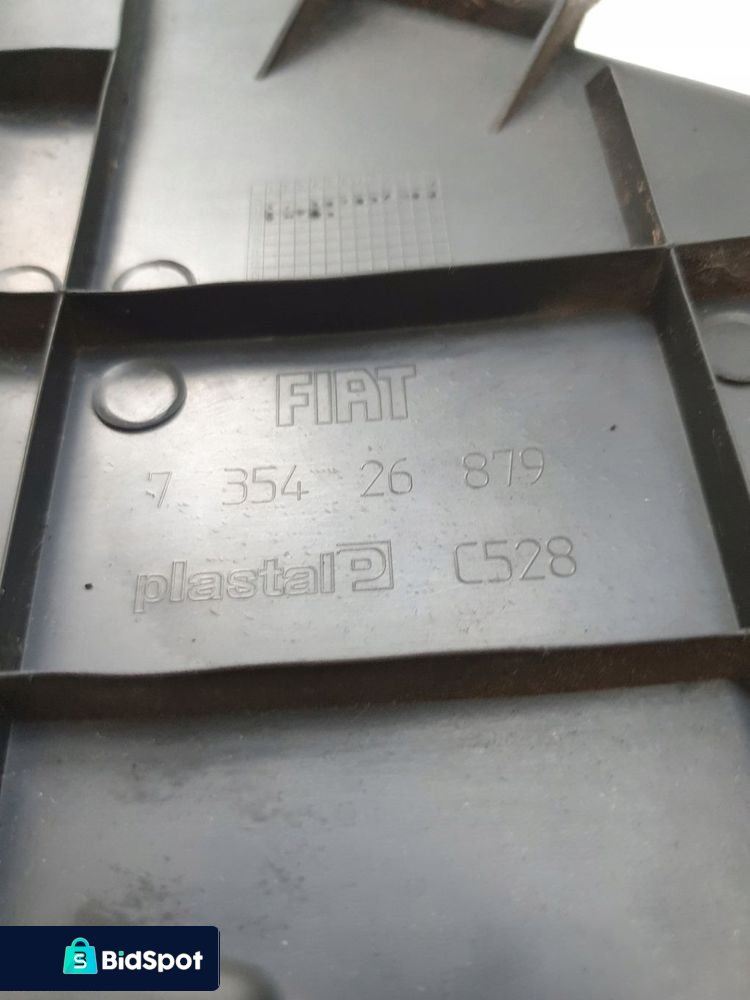 FIAT
7 354 26 879
plastal C528
BidSpot